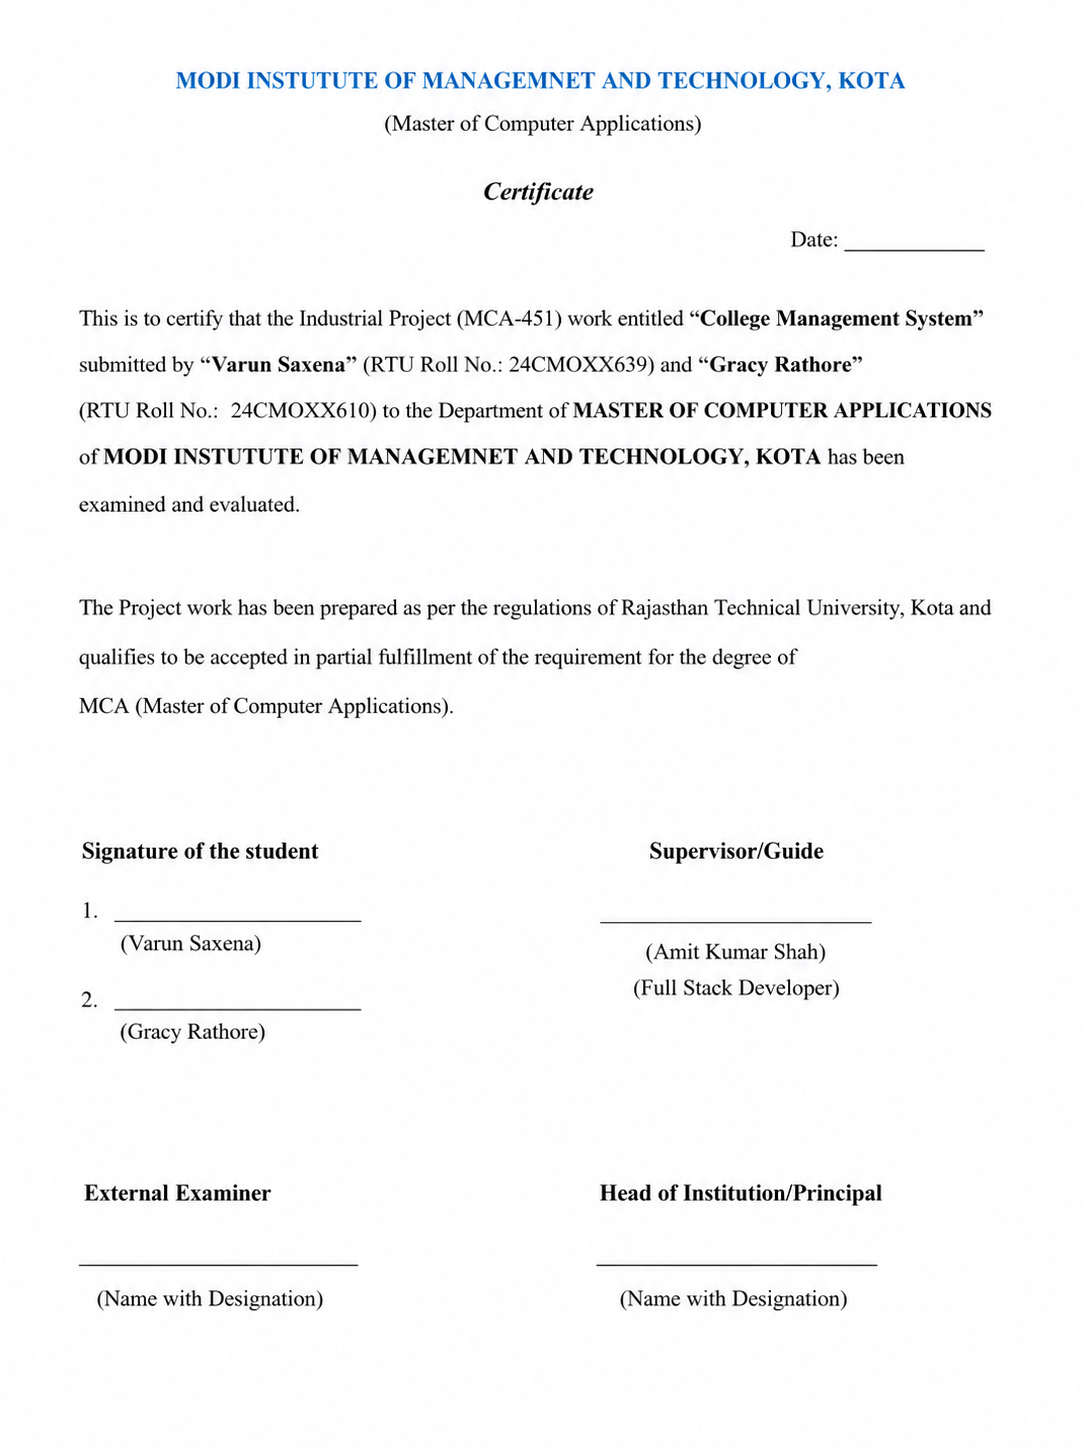 MODI INSTUTUTE OF MANAGEMNET AND TECHNOLOGY, KOTA
(Master of Computer Applications)
Certificate
Date: ____________
This is to certify that the Industrial Project (MCA-451) work entitled “College Management System”
submitted by “Varun Saxena” (RTU Roll No.: 24CMOXX639) and “Gracy Rathore”
(RTU Roll No.:  24CMOXX610) to the Department of MASTER OF COMPUTER APPLICATIONS
of MODI INSTUTUTE OF MANAGEMNET AND TECHNOLOGY, KOTA has been
examined and evaluated.
The Project work has been prepared as per the regulations of Rajasthan Technical University, Kota and
qualifies to be accepted in partial fulfillment of the requirement for the degree of
MCA (Master of Computer Applications).
Signature of the student
1. ______________________
(Varun Saxena)
2. ______________________
(Gracy Rathore)
Supervisor/Guide
________________________
(Amit Kumar Shah)
(Full Stack Developer)
External Examiner
________________________
(Name with Designation)
Head of Institution/Principal
________________________
(Name with Designation)